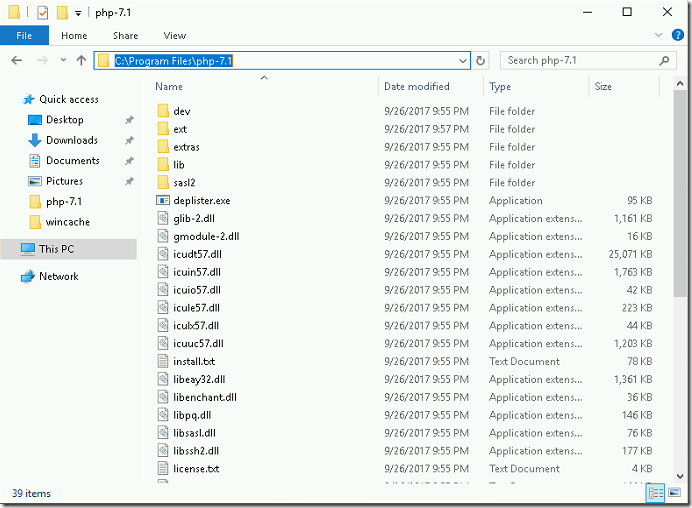 php-7.1
File Home Share View
C:\Program Files\php-7.1 Search php-7.1
Name Date modified Type Size
Quick access
Desktop
Downloads
Documents
Pictures
php-7.1
wincache
This PC
Network
dev 9/26/2017 9:55 PM File folder
ext 9/26/2017 9:57 PM File folder
extras 9/26/2017 9:55 PM File folder
lib 9/26/2017 9:55 PM File folder
sasl2 9/26/2017 9:55 PM File folder
deplister.exe 9/26/2017 9:55 PM Application 95 KB
glib-2.dll 9/26/2017 9:55 PM Application extens... 1,161 KB
gmodule-2.dll 9/26/2017 9:55 PM Application extens... 16 KB
icudt57.dll 9/26/2017 9:55 PM Application extens... 25,071 KB
icuin57.dll 9/26/2017 9:55 PM Application extens... 1,763 KB
icuio57.dll 9/26/2017 9:55 PM Application extens... 42 KB
icule57.dll 9/26/2017 9:55 PM Application extens... 223 KB
iculx57.dll 9/26/2017 9:55 PM Application extens... 44 KB
icuuc57.dll 9/26/2017 9:55 PM Application extens... 1,203 KB
install.txt 9/26/2017 9:55 PM Text Document 78 KB
libeay32.dll 9/26/2017 9:55 PM Application extens... 1,361 KB
libenchant.dll 9/26/2017 9:55 PM Application extens... 36 KB
libpq.dll 9/26/2017 9:55 PM Application extens... 146 KB
libsasl.dll 9/26/2017 9:55 PM Application extens... 76 KB
libssh2.dll 9/26/2017 9:55 PM Application extens... 177 KB
license.txt 9/26/2017 9:55 PM Text Document 4 KB
39 items